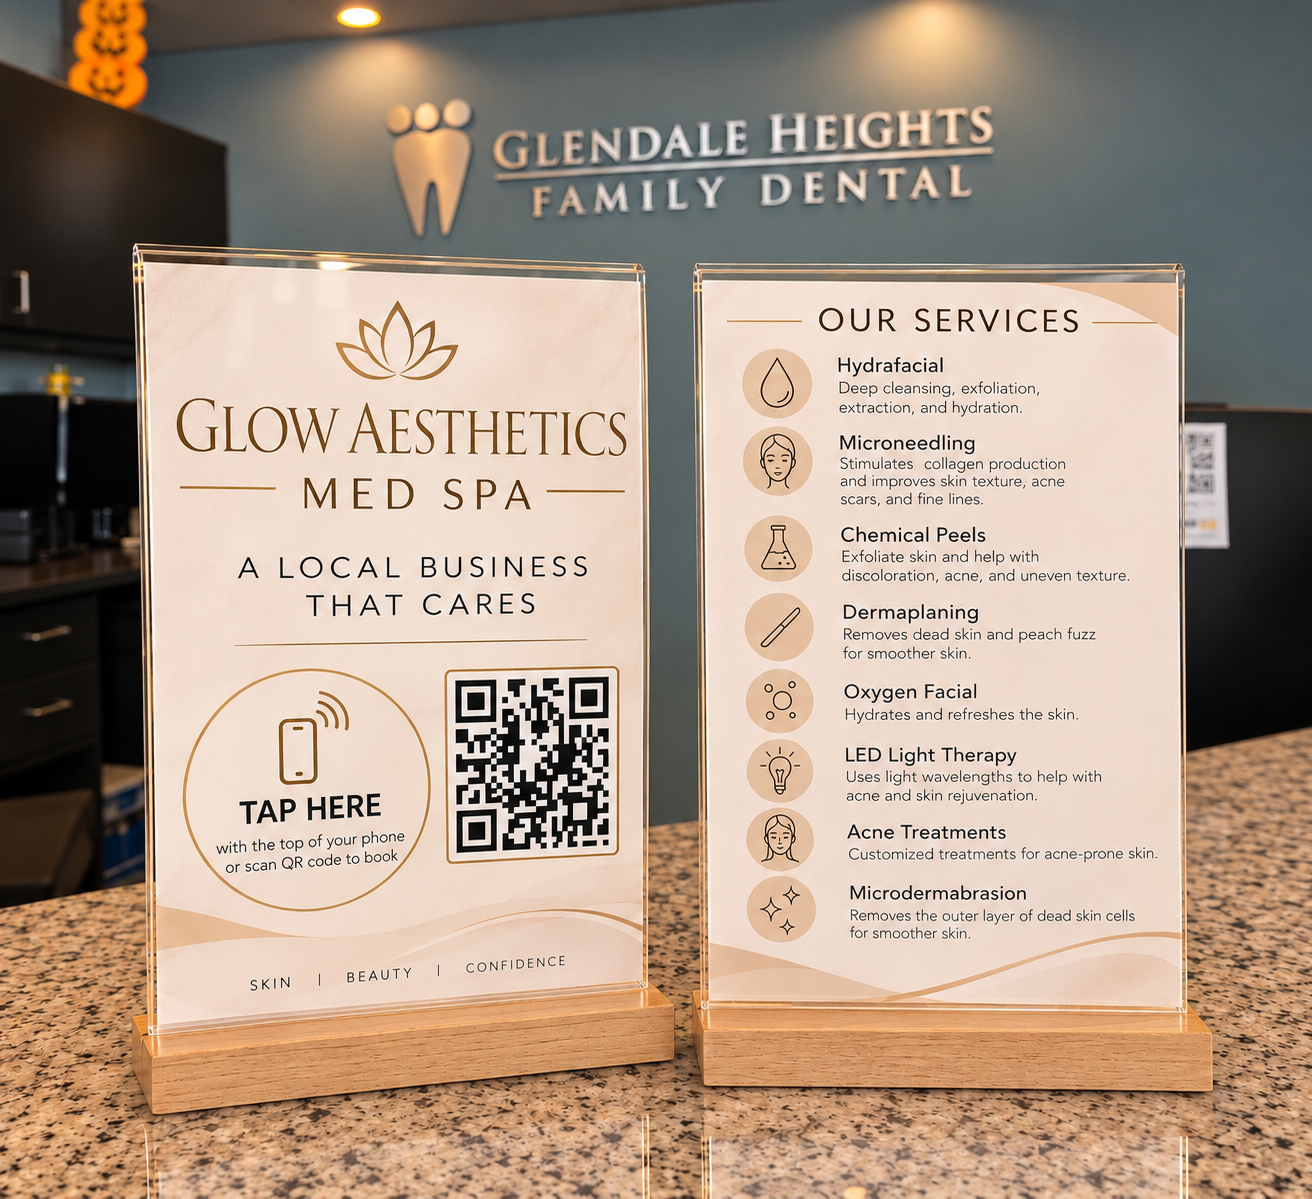 GLENDALE HEIGHTS
FAMILY DENTAL
GLOW AESTHETICS
MED SPA
A LOCAL BUSINESS
THAT CARES
TAP HERE
with the top of your phone
or scan QR code to book
SKIN | BEAUTY | CONFIDENCE
OUR SERVICES
Hydrafacial
Deep cleansing, exfoliation,
extraction, and hydration.
Microneedling
Stimulates collagen production
and improves skin texture, acne
scars, and fine lines.
Chemical Peels
Exfoliate skin and help with
discoloration, acne, and uneven texture.
Dermaplaning
Removes dead skin and peach fuzz
for smoother skin.
Oxygen Facial
Hydrates and refreshes the skin.
LED Light Therapy
Uses light wavelengths to help with
acne and skin rejuvenation.
Acne Treatments
Customized treatments for acne-prone skin.
Microdermabrasion
Removes the outer layer of dead skin cells
for smoother skin.